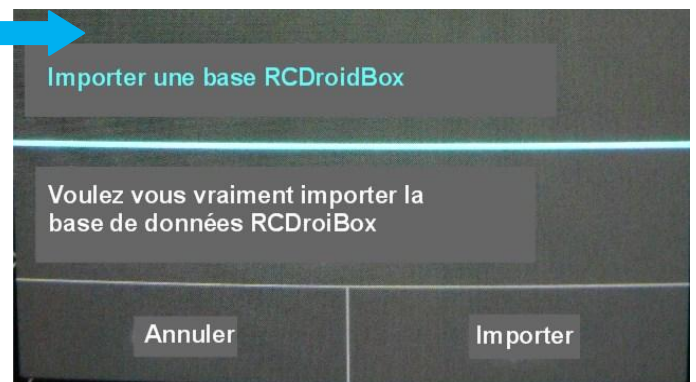 Importer une base RCDroidBox
Voulez vous vraiment importer la
base de données RCDroiBox
Annuler
Importer